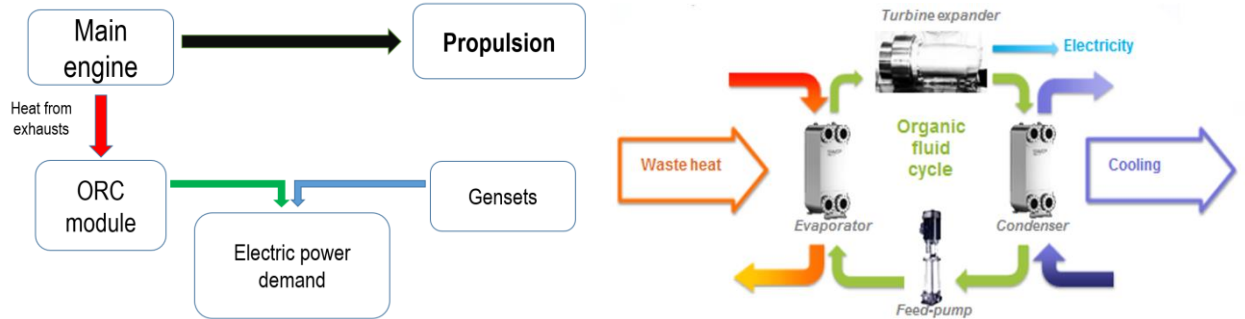 Main
engine
Propulsion
Heat from
exhausts
ORC
module
Gensets
Electric power
demand
Turbine expander
Electricity
Organic
fluid
cycle
Waste heat
Cooling
Evaporator
Condenser
Feed-pump